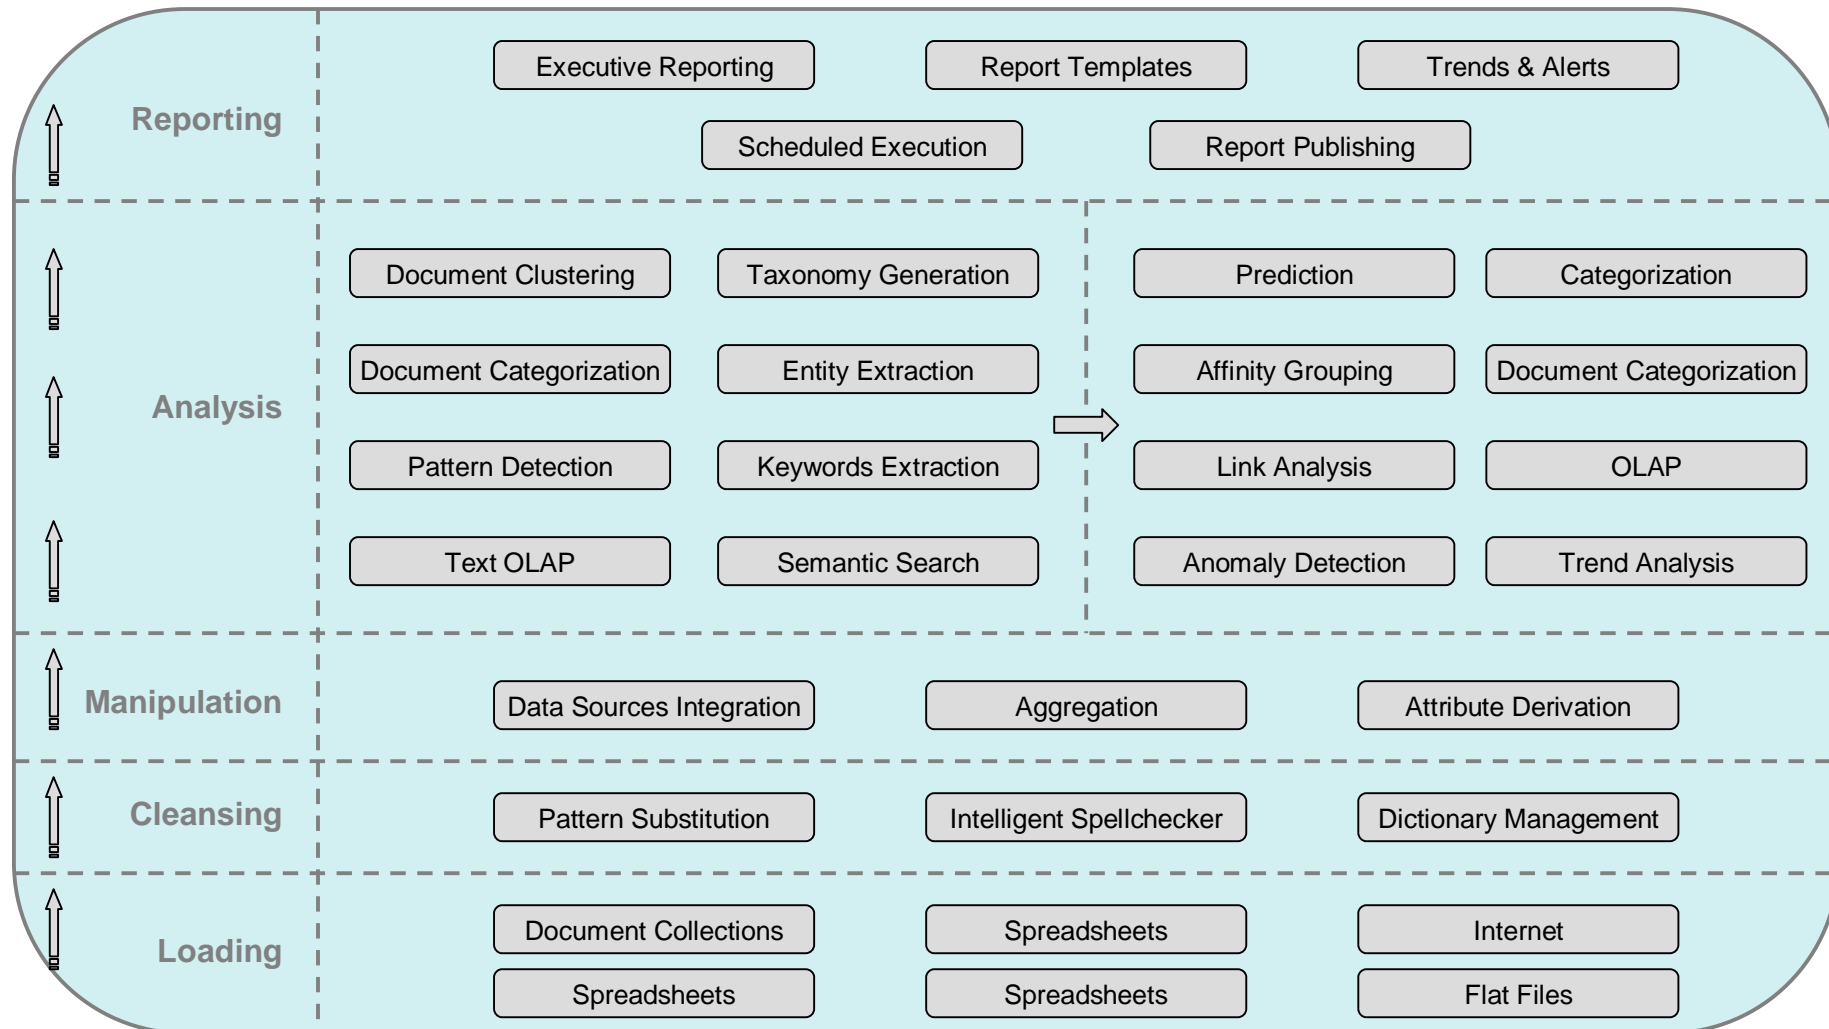 Reporting
Executive Reporting
Report Templates
Trends & Alerts
Scheduled Execution
Report Publishing
Analysis
Document Clustering
Taxonomy Generation
Document Categorization
Entity Extraction
Pattern Detection
Keywords Extraction
Text OLAP
Semantic Search
Prediction
Categorization
Affinity Grouping
Document Categorization
Link Analysis
OLAP
Anomaly Detection
Trend Analysis
Manipulation
Data Sources Integration
Aggregation
Attribute Derivation
Cleansing
Pattern Substitution
Intelligent Spellchecker
Dictionary Management
Loading
Document Collections
Spreadsheets
Internet
Spreadsheets
Spreadsheets
Flat Files